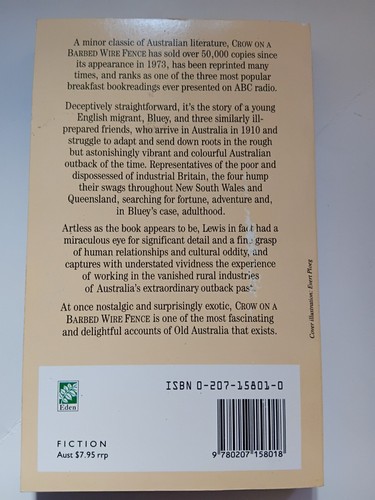 A minor classic of Australian literature, CROW ON A
BARBED WIRE FENCE has sold over 50,000 copies since
its appearance in 1973, has been reprinted many
times, and ranks as one of the three most popular
breakfast bookreadings ever presented on ABC radio.
Deceptively straightforward, it's the story of a young
English migrant, Bluey, and three similarly ill-
prepared friends, who arrive in Australia in 1910 and
struggle to adapt and send down roots in the rough
but astonishingly vibrant and colourful Australian
outback of the time. Representatives of the poor and
dispossessed of industrial Britain, the four hump
their swags throughout New South Wales and
Queensland, searching for fortune, adventure and,
in Bluey's case, adulthood.
Artless as the book appears to be, Lewis in fact had a
miraculous eye for significant detail and a fine grasp
of human relationships and cultural oddity, and
captures with understated vividness the experience
of working in the vanished rural industries
of Australia's extraordinary outback past.
At once nostalgic and surprisingly exotic, CROW ON A
BARBED WIRE FENCE is one of the most fascinating
and delightful accounts of Old Australia that exists.
Cover illustration: Evert Ploeg
ISBN 0-207-15801-0
Eden
FICTION
Aust $7.95 rrp
9 780207 158018